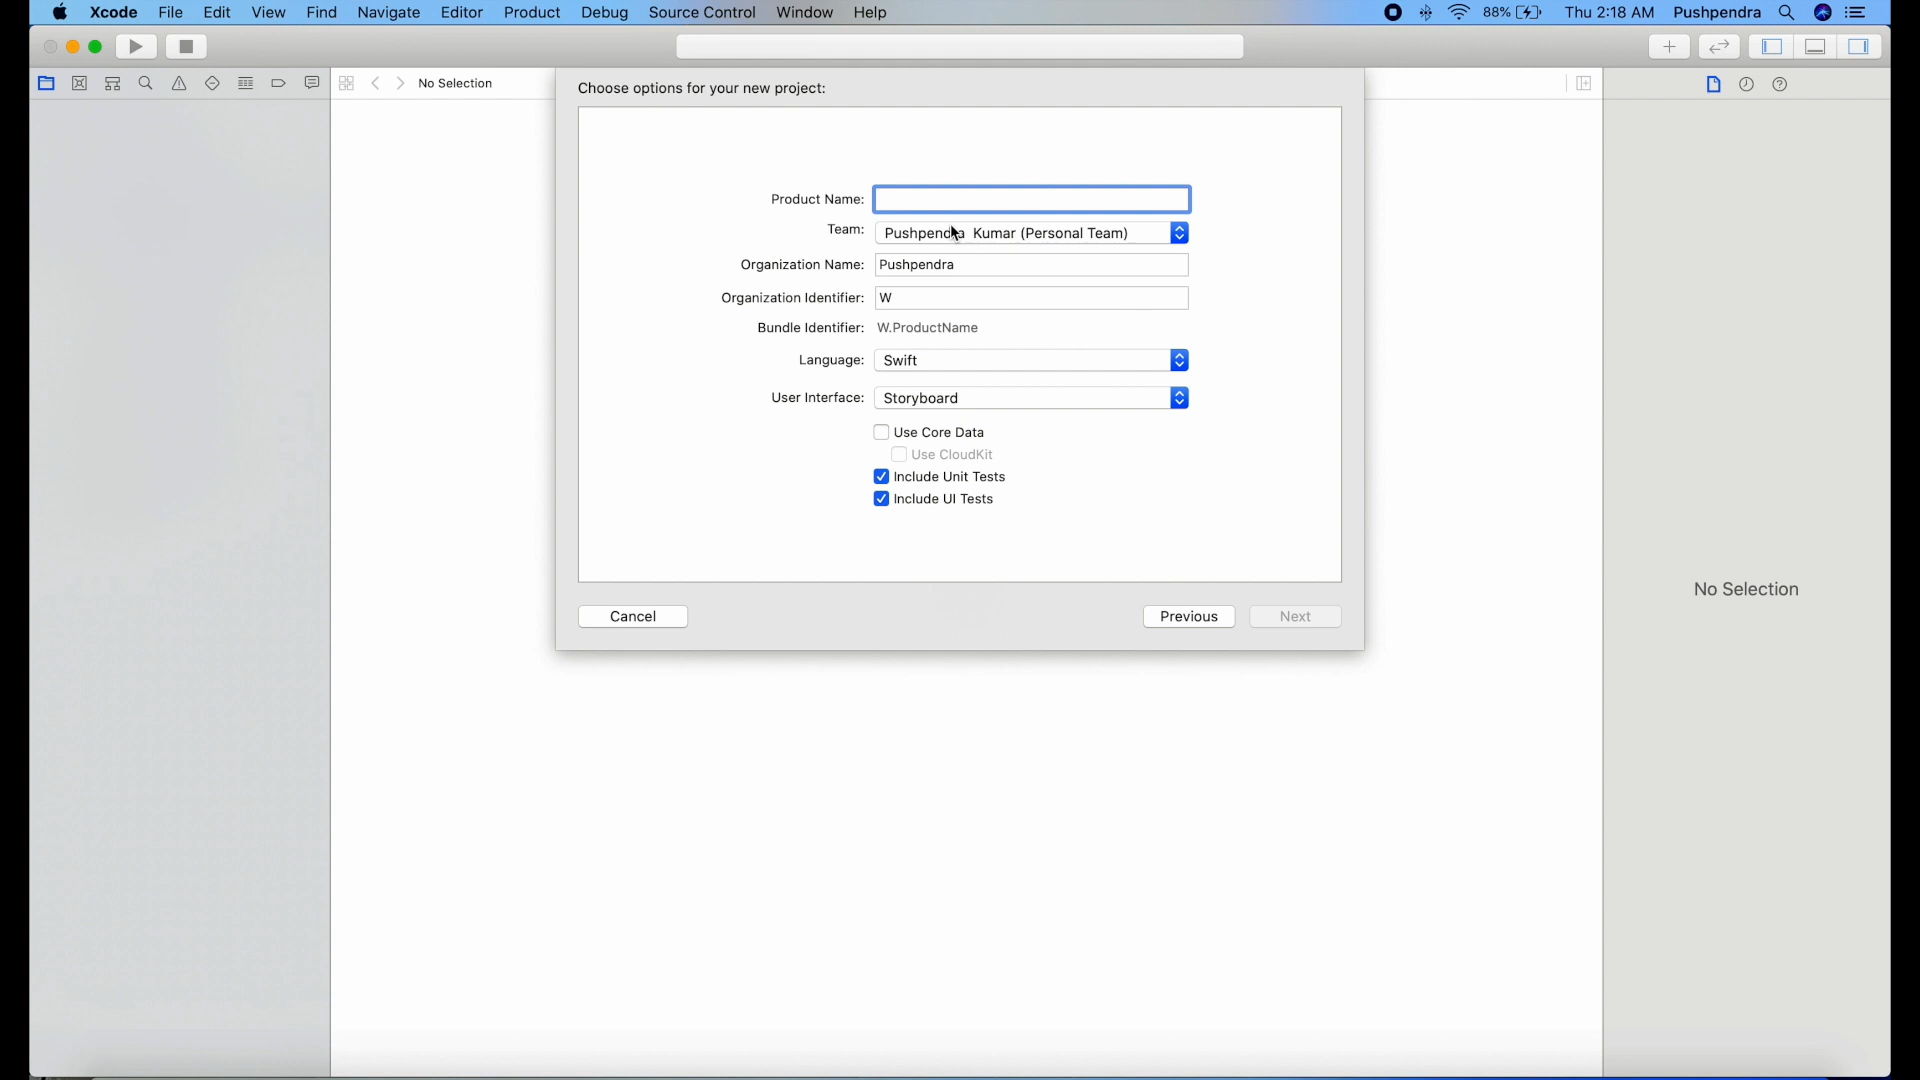 Xcode File Edit View Find Navigate Editor Product Debug Source Control Window Help 88% Thu 2:18 AM Pushpendra
No Selection
Choose options for your new project:
Product Name:
Team: Pushpendra Kumar (Personal Team)
Organization Name: Pushpendra
Organization Identifier: W
Bundle Identifier: W.ProductName
Language: Swift
User Interface: Storyboard
Use Core Data
Use CloudKit
Include Unit Tests
Include UI Tests
No Selection
Cancel Previous Next